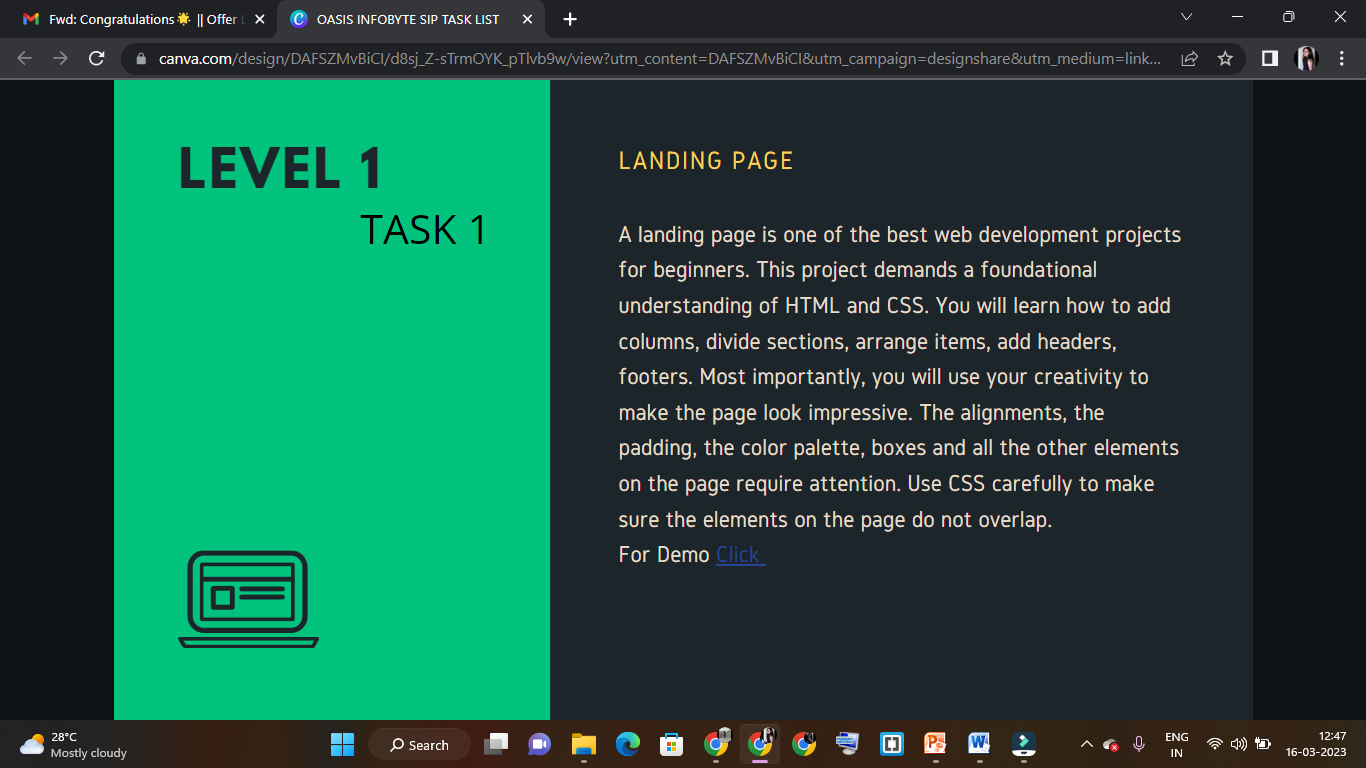 Fwd: Congratulations🌟 || Offer L
OASIS INFOBYTE SIP TASK LIST
canva.com/design/DAFSZMvBiCI/d8sj_Z-sTrmOYK_pTlvb9w/view?utm_content=DAFSZMvBiCI&utm_campaign=designshare&utm_medium=link...
LEVEL 1
TASK 1
LANDING PAGE
A landing page is one of the best web development projects
for beginners. This project demands a foundational
understanding of HTML and CSS. You will learn how to add
columns, divide sections, arrange items, add headers,
footers. Most importantly, you will use your creativity to
make the page look impressive. The alignments, the
padding, the color palette, boxes and all the other elements
on the page require attention. Use CSS carefully to make
sure the elements on the page do not overlap.
For Demo Click
28°C
Mostly cloudy
Search
ENG
IN
12:47
16-03-2023